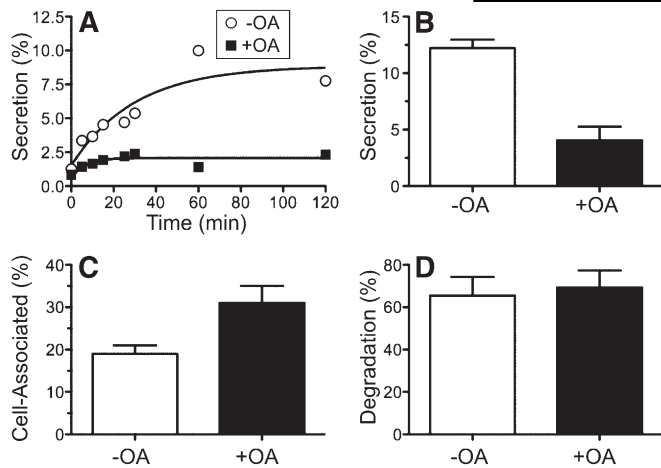 A
-OA
+OA
Secretion (%)
12.5
10.0
7.5
5.0
2.5
0.0
0 20 40 60 80 100 120
Time (min)
B
Secretion (%)
15
10
5
0
-OA +OA
C
Cell-Associated (%)
40
30
20
10
0
-OA +OA
D
Degradation (%)
80
60
40
20
0
-OA +OA